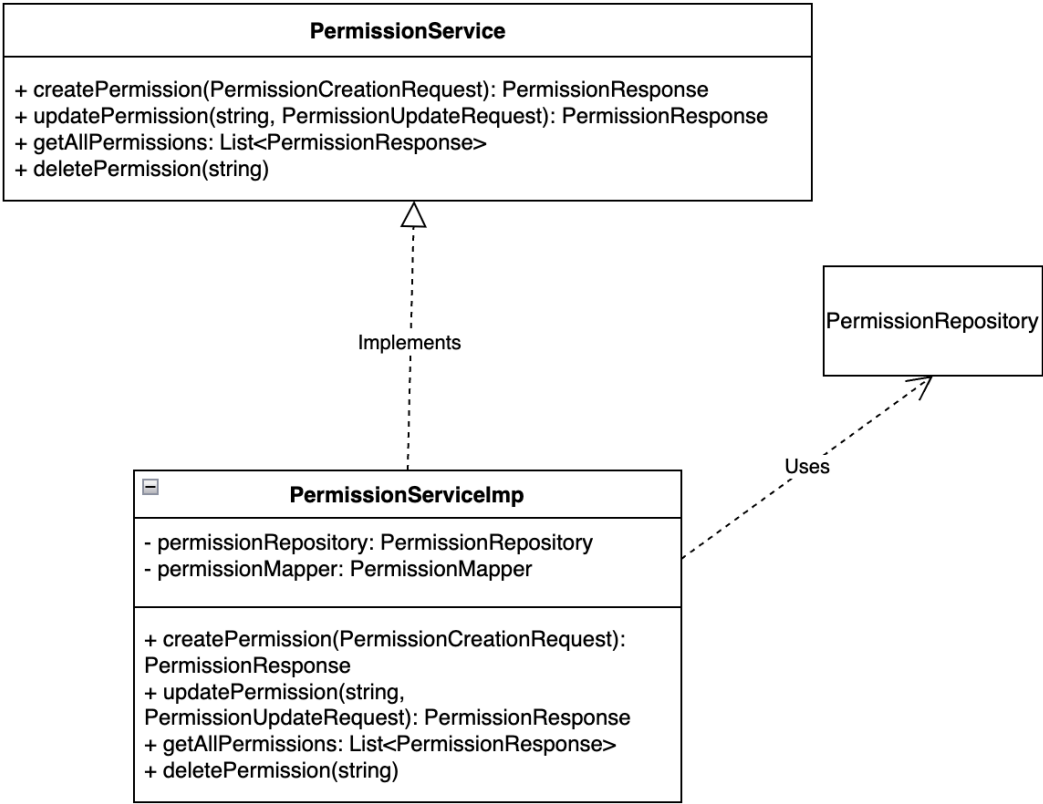 PermissionService
+ createPermission(PermissionCreationRequest): PermissionResponse
+ updatePermission(string, PermissionUpdateRequest): PermissionResponse
+ getAllPermissions: List<PermissionResponse>
+ deletePermission(string)
PermissionRepository
Implements
Uses
PermissionServiceImp
- permissionRepository: PermissionRepository
- permissionMapper: PermissionMapper
+ createPermission(PermissionCreationRequest):
PermissionResponse
+ updatePermission(string,
PermissionUpdateRequest): PermissionResponse
+ getAllPermissions: List<PermissionResponse>
+ deletePermission(string)